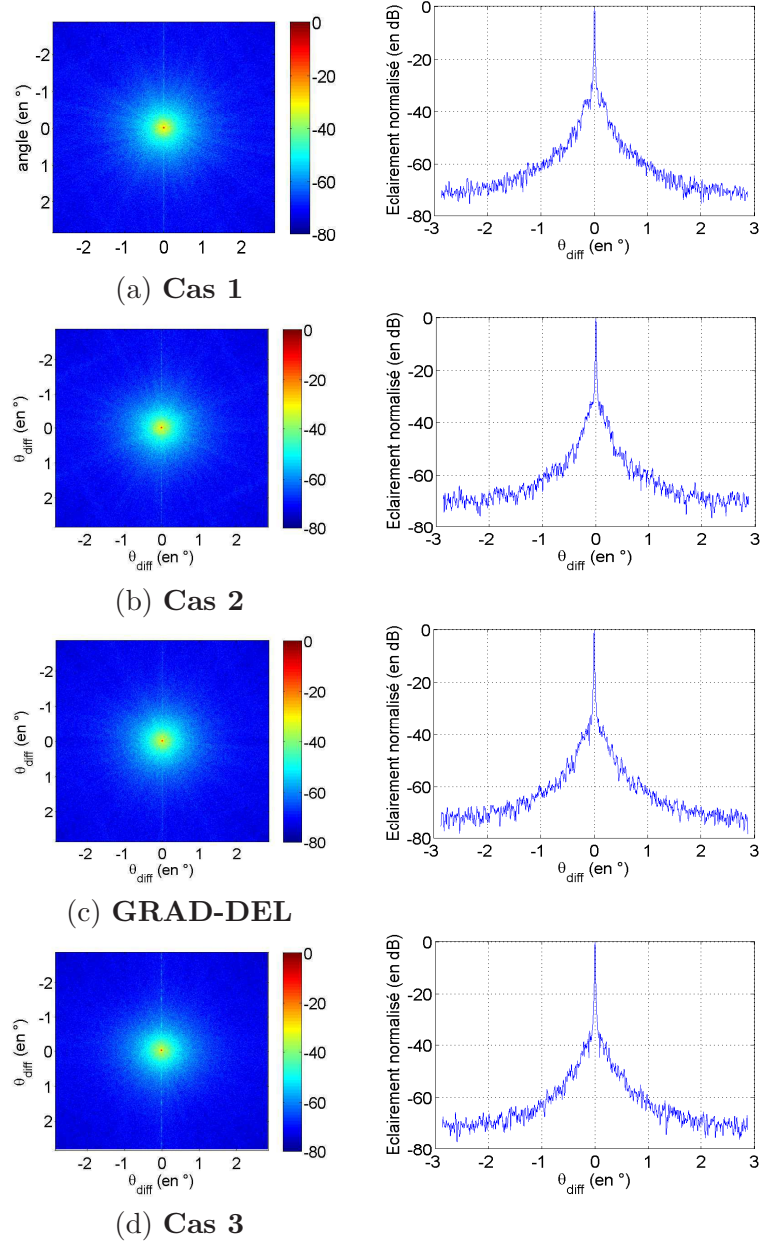 -2
-1
0
1
2
angle (en °)
-2 -1 0 1 2
0
-20
-40
-60
-80
0
-20
-40
-60
-80
Eclairement normalisé (en dB)
-3 -2 -1 0 1 2 3
θdiff (en °)
(a) Cas 1
-2
-1
0
1
2
θdiff (en °)
-2 -1 0 1 2
θdiff (en °)
0
-20
-40
-60
-80
0
-20
-40
-60
-80
Eclairement normalisé (en dB)
-3 -2 -1 0 1 2 3
θdiff (en °)
(b) Cas 2
-2
-1
0
1
2
θdiff (en °)
-2 -1 0 1 2
θdiff (en °)
0
-20
-40
-60
-80
0
-20
-40
-60
-80
Eclairement normalisé (en dB)
-3 -2 -1 0 1 2 3
θdiff (en °)
(c) GRAD-DEL
-2
-1
0
1
2
θdiff (en °)
-2 -1 0 1 2
θdiff (en °)
0
-20
-40
-60
-80
0
-20
-40
-60
-80
Eclairement normalisé (en dB)
-3 -2 -1 0 1 2 3
θdiff (en °)
(d) Cas 3